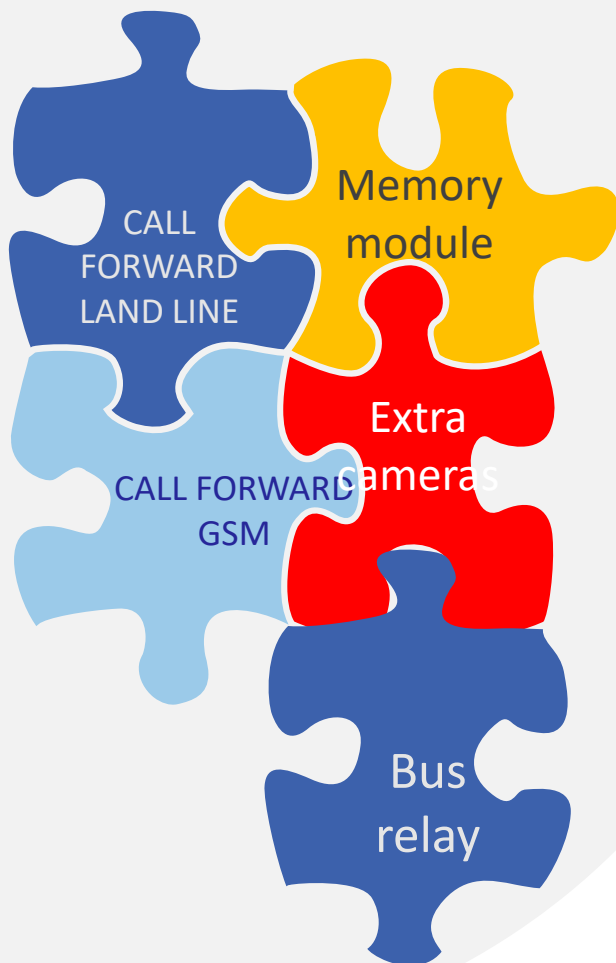 CALL
FORWARD
LAND LINE
Memory
module
CALL FORWARD
GSM
Extra
cameras
Bus
relay